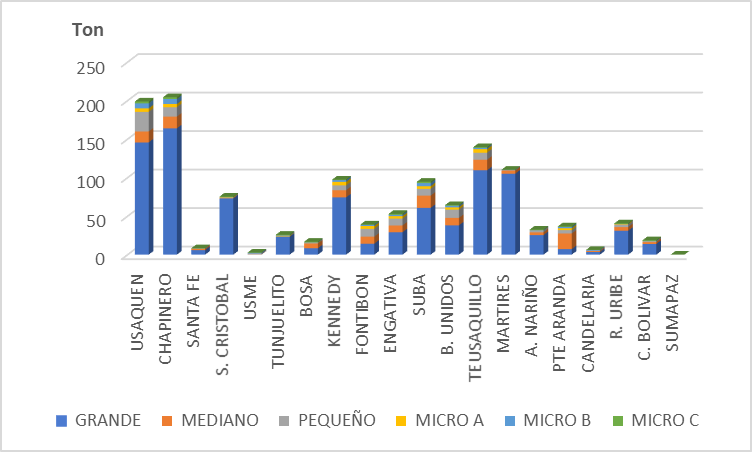 Ton
250
200
150
100
50
0
USAQUEN
CHAPINERO
SANTA FE
S. CRISTOBAL
USME
TUNJUELITO
BOSA
KENNEDY
FONTIBON
ENGATIVA
SUBA
B. UNIDOS
TEUSAQUILLO
MARTIRES
A. NARIÑO
PTE ARANDA
CANDELARIA
R. URIBE
C. BOLIVAR
SUMAPAZ
GRANDE MEDIANO PEQUEÑO MICRO A MICRO B MICRO C